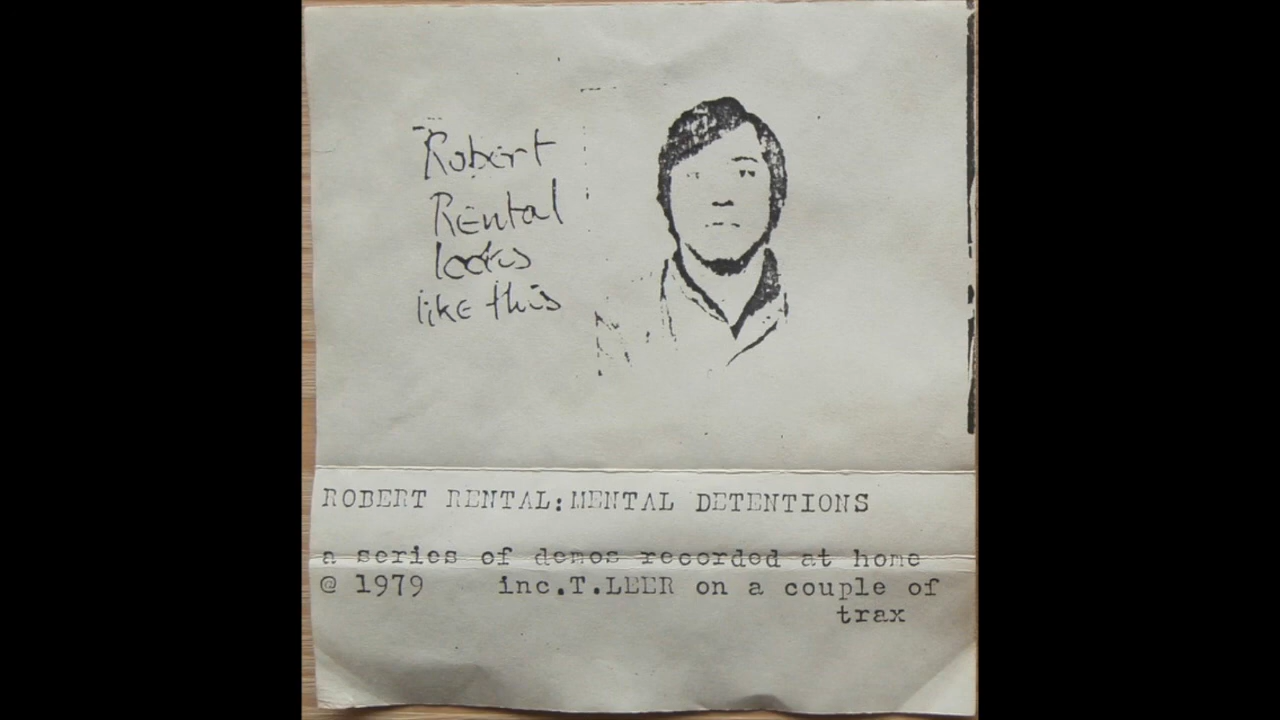 Robert
Rental
looks
like this
ROBERT RENTAL:MENTAL DETENTIONS
a series of demos recorded at home
@ 1979 inc.T.LEER on a couple of
trax